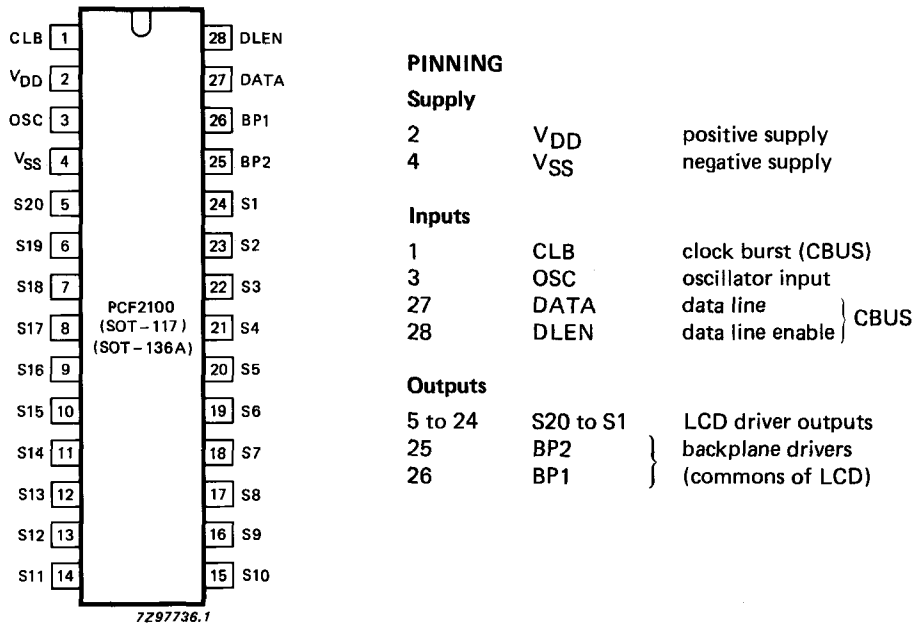 CLB 1 28 DLEN
VDD 2 27 DATA
OSC 3 26 BP1
VSS 4 25 BP2
S20 5 24 S1
S19 6 23 S2
S18 7 22 S3
S17 8 21 S4
S16 9 20 S5
S15 10 19 S6
S14 11 18 S7
S13 12 17 S8
S12 13 16 S9
S11 14 15 S10
PCF2100
(SOT-117)
(SOT-136A)
7Z97736.1
PINNING
Supply
2 VDD positive supply
4 VSS negative supply
Inputs
1 CLB clock burst (CBUS)
3 OSC oscillator input
27 DATA data line
28 DLEN data line enable
CBUS
Outputs
5 to 24 S20 to S1 LCD driver outputs
25 BP2 backplane drivers
26 BP1 (commons of LCD)